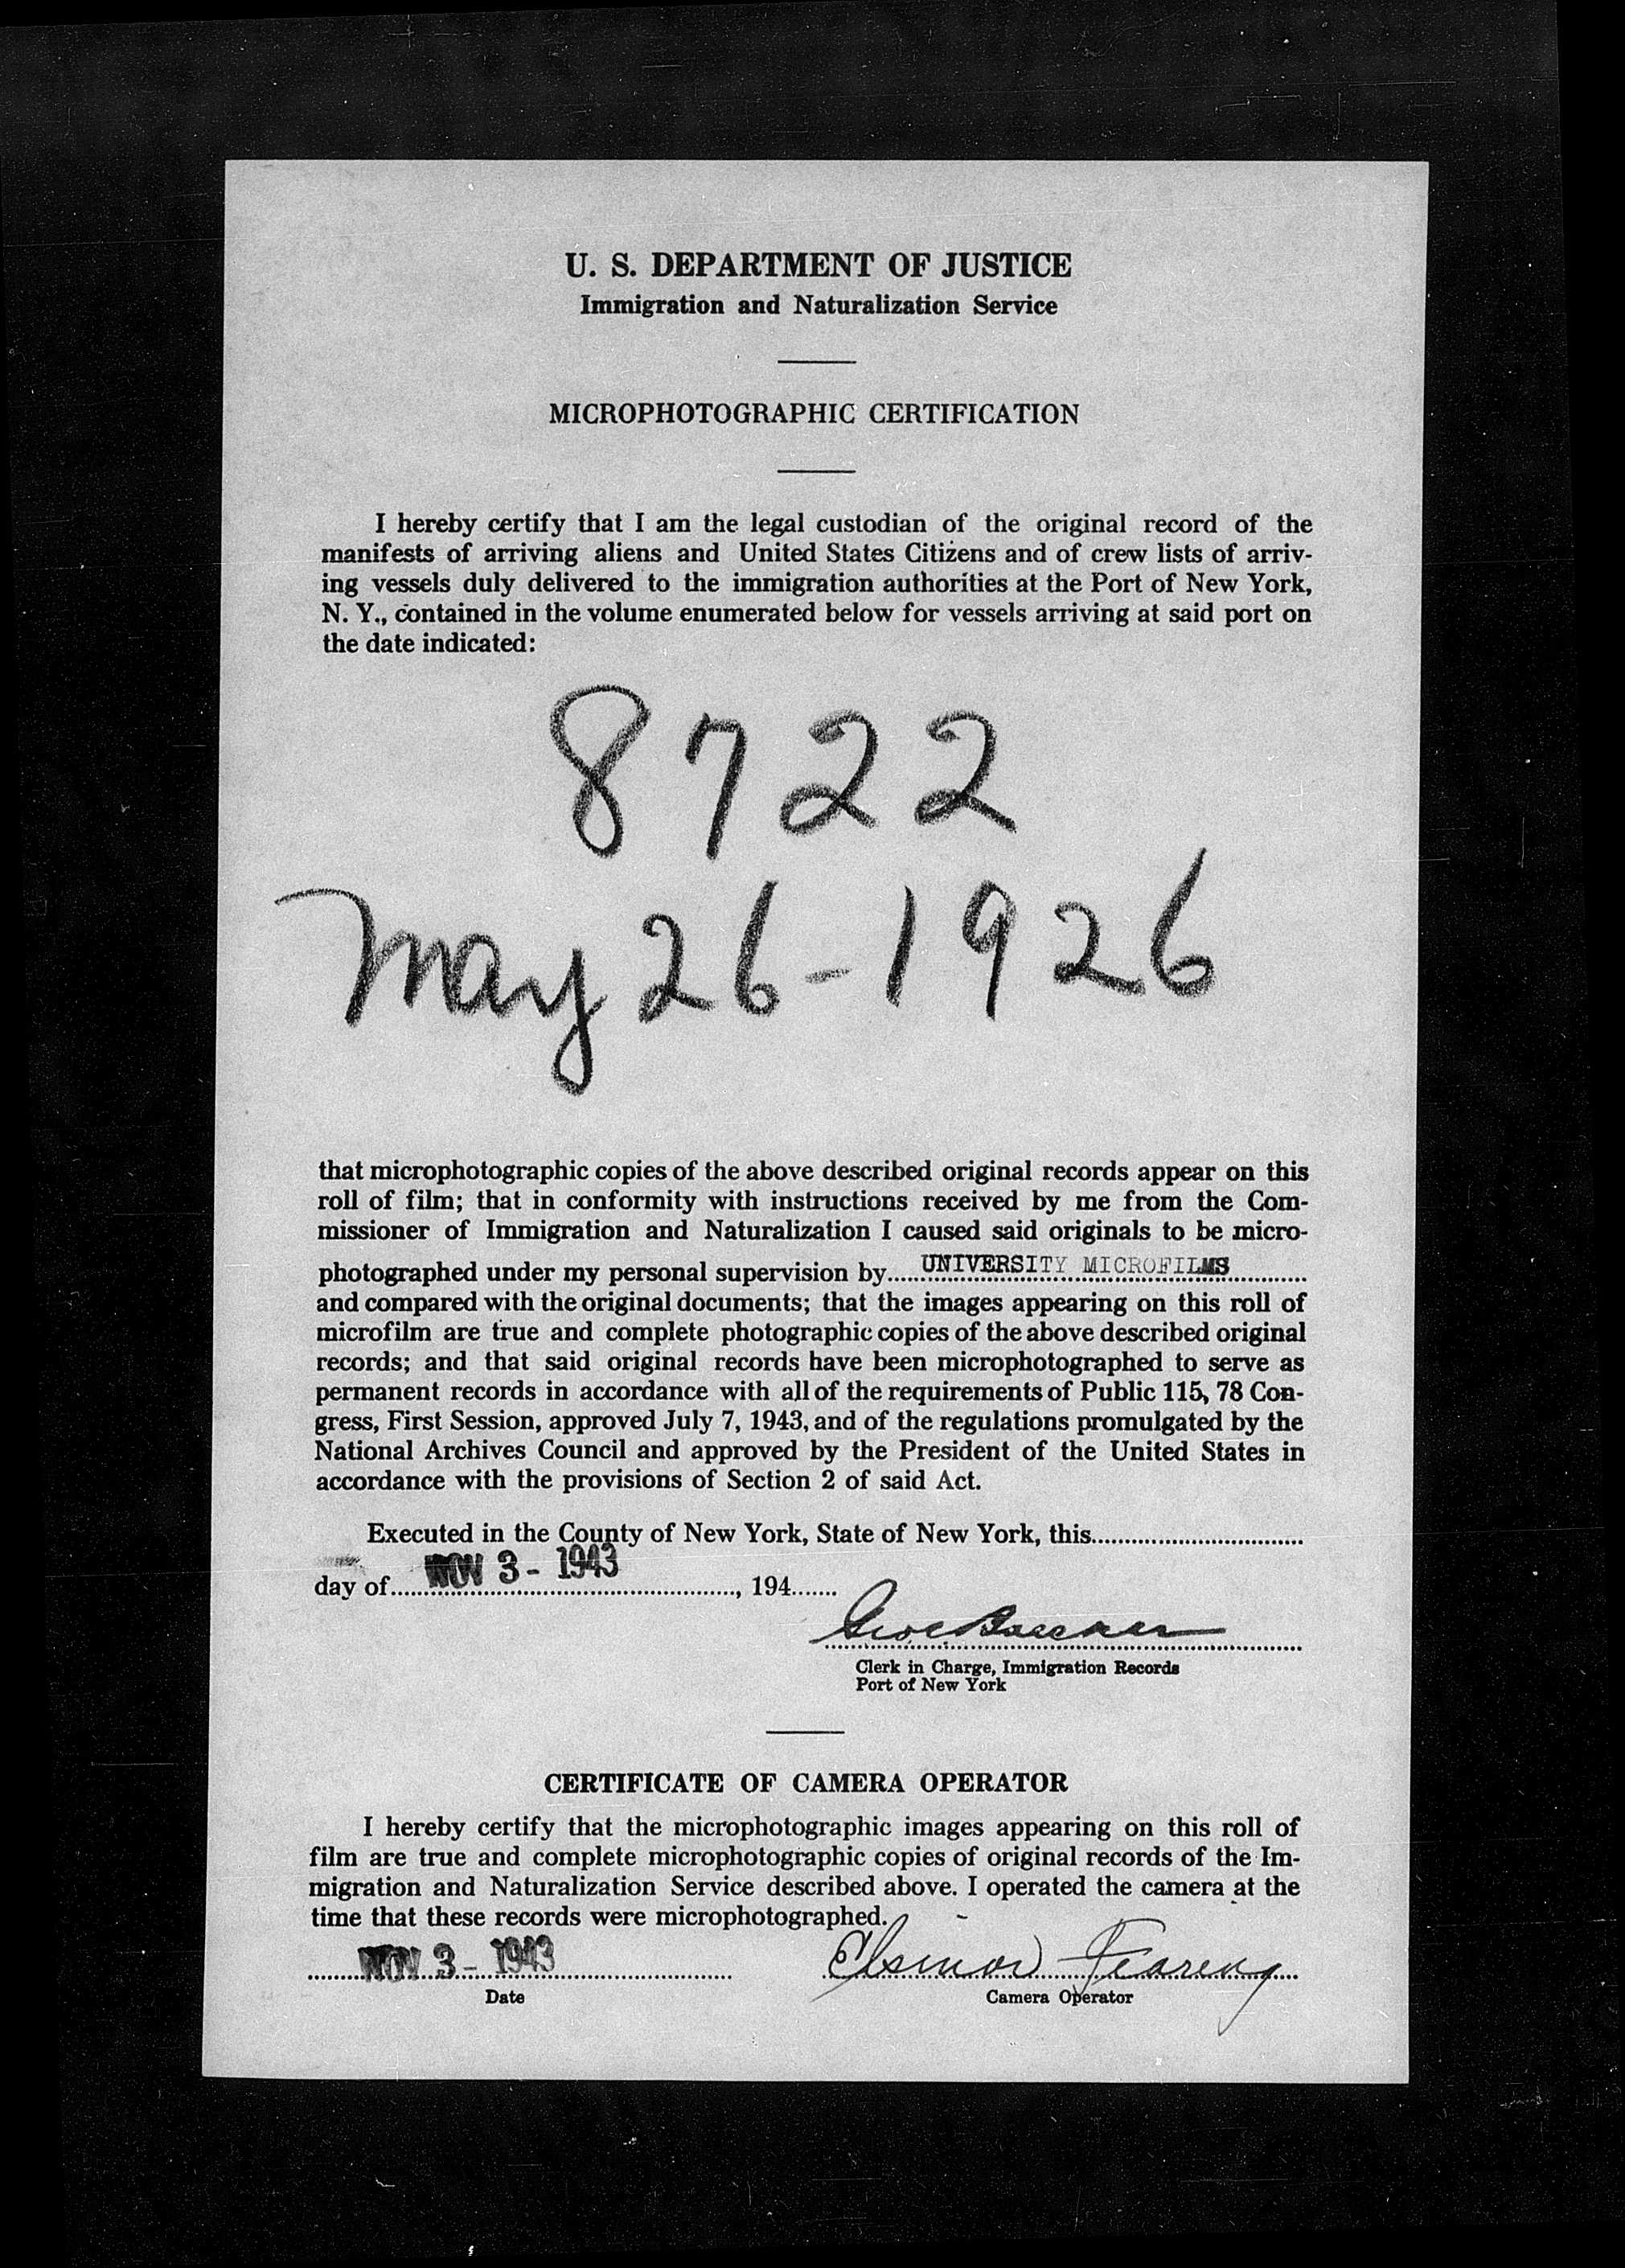 U. S. DEPARTMENT OF JUSTICE
Immigration and Naturalization Service
MICROPHOTOGRAPHIC CERTIFICATION
I hereby certify that I am the legal custodian of the original record of the
manifests of arriving aliens and United States Citizens and of crew lists of arriv-
ing vessels duly delivered to the immigration authorities at the Port of New York,
N. Y., contained in the volume enumerated below for vessels arriving at said port on
the date indicated:
8722
May 26-1926
that microphotographic copies of the above described original records appear on this
roll of film; that in conformity with instructions received by me from the Com-
missioner of Immigration and Naturalization I caused said originals to be micro-
photographed under my personal supervision by UNIVERSITY MICROFILMS
and compared with the original documents; that the images appearing on this roll of
microfilm are true and complete photographic copies of the above described original
records; and that said original records have been microphotographed to serve as
permanent records in accordance with all of the requirements of Public 115, 78 Con-
gress, First Session, approved July 7, 1943, and of the regulations promulgated by the
National Archives Council and approved by the President of the United States in
accordance with the provisions of Section 2 of said Act.
Executed in the County of New York, State of New York, this
day of NOV 3 - 1943, 194
Clerk in Charge, Immigration Records
Port of New York
CERTIFICATE OF CAMERA OPERATOR
I hereby certify that the microphotographic images appearing on this roll of
film are true and complete microphotographic copies of original records of the Im-
migration and Naturalization Service described above. I operated the camera at the
time that these records were microphotographed.
NOV 3 - 1943
Date
Camera Operator